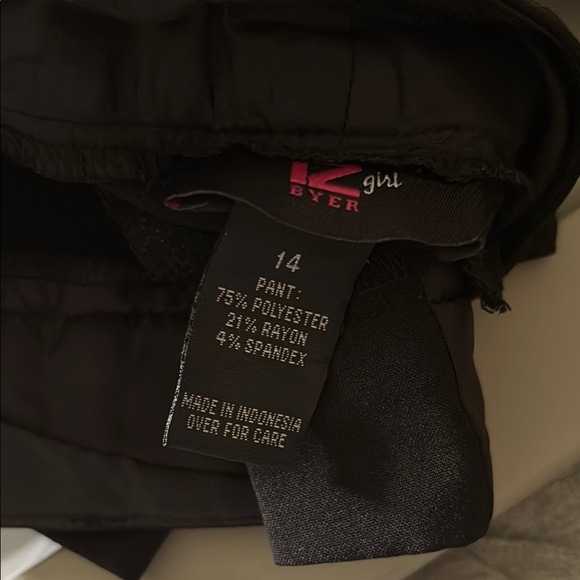 IZ girl
BYER
14
PANT:
75% POLYESTER
21% RAYON
4% SPANDEX
MADE IN INDONESIA
OVER FOR CARE